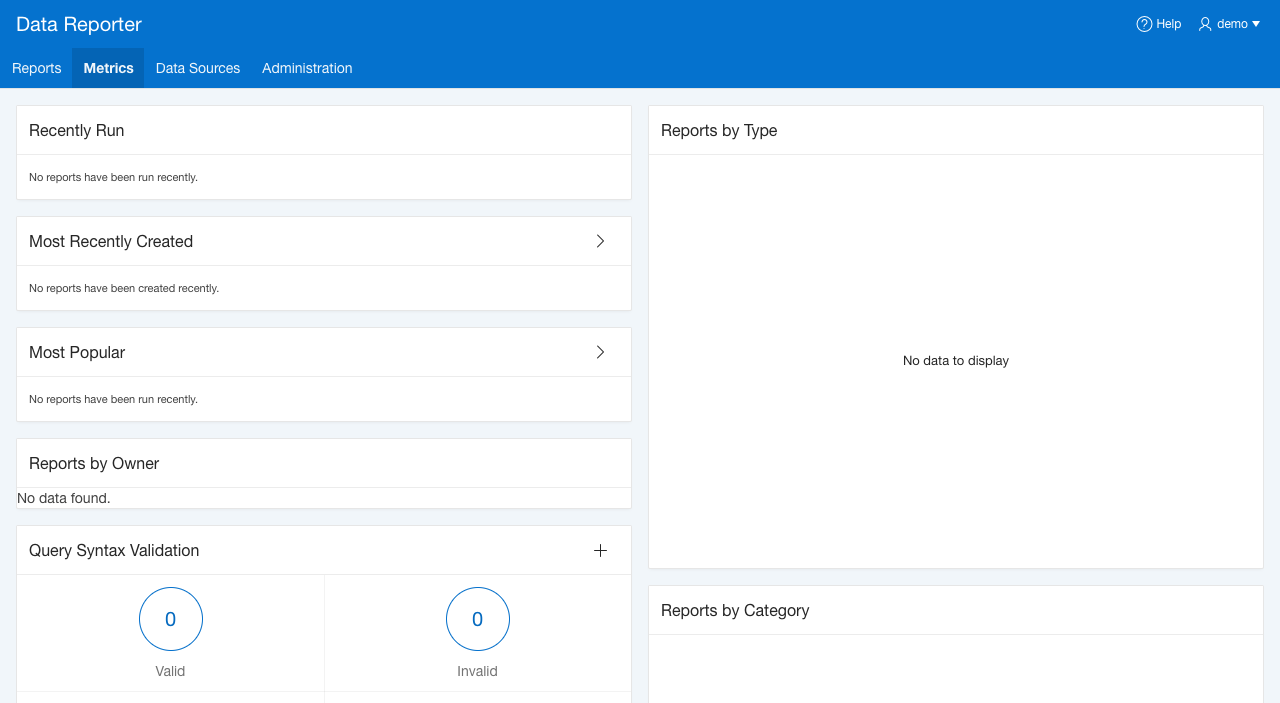 Data Reporter
Help
demo
Reports
Metrics
Data Sources
Administration
Recently Run
No reports have been run recently.
Most Recently Created
No reports have been created recently.
Most Popular
No reports have been run recently.
Reports by Owner
No data found.
Query Syntax Validation
0
Valid
0
Invalid
Reports by Type
No data to display
Reports by Category